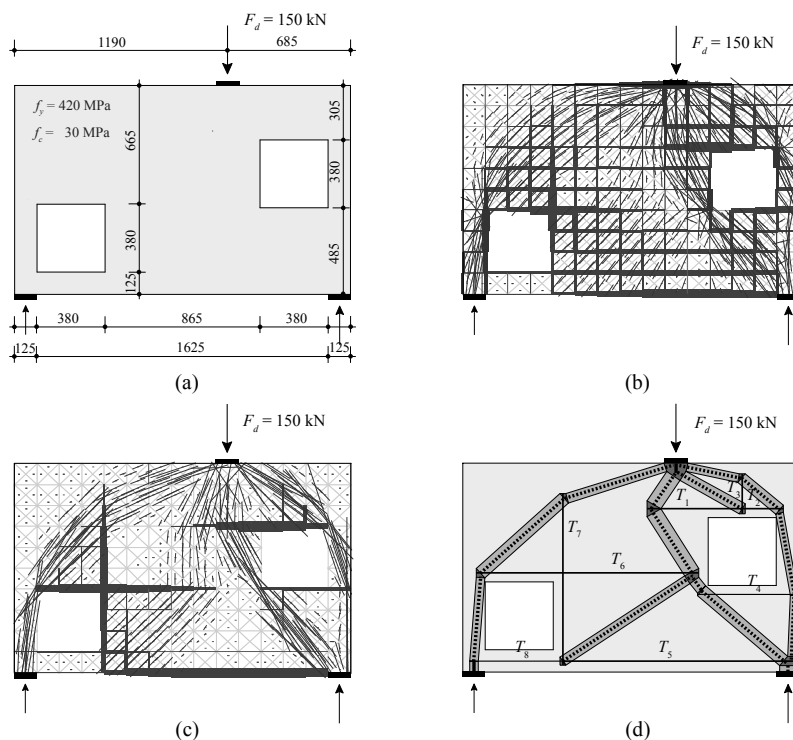 F_d = 150 kN
1190
685
f_y = 420 MPa
f_c = 30 MPa
665
380
125
305
380
485
380
865
380
125
1625
125
(a)
F_d = 150 kN
(b)
F_d = 150 kN
(c)
F_d = 150 kN
T_1
T_3
T_2
T_7
T_6
T_4
T_8
T_5
(d)